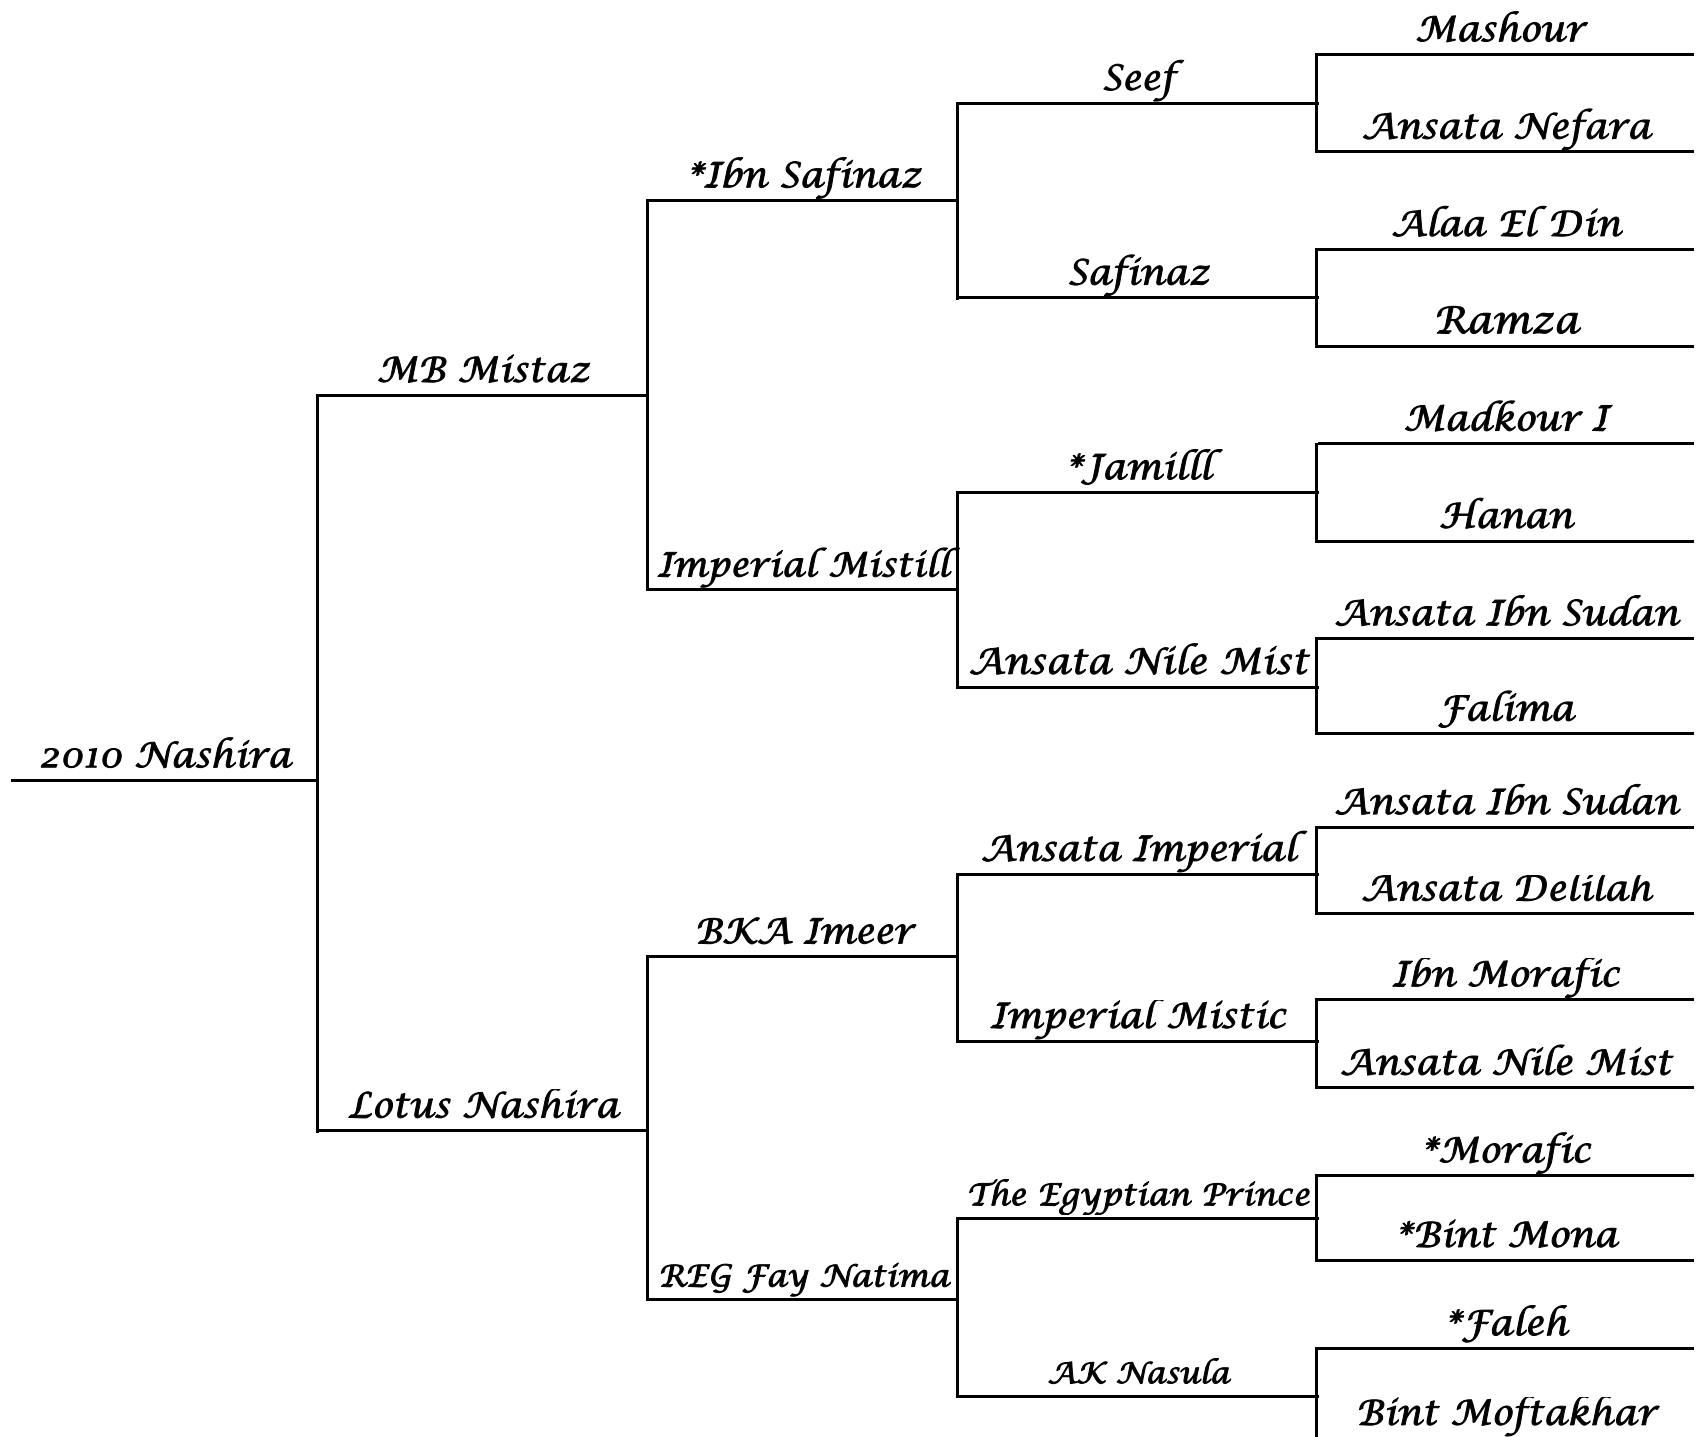 Mashour
Seef
Ansata Nefara
*Ibn Safinaz
Alaa El Din
Safinaz
Ramza
MB Mistaz
Madkour I
*Jamilll
Hanan
Imperial Mistill
Ansata Ibn Sudan
Ansata Nile Mist
Falima
2010 Nashira
Ansata Ibn Sudan
Ansata Imperial
Ansata Delilah
BKA Imeer
Ibn Morafic
Imperial Mistic
Ansata Nile Mist
Lotus Nashira
*Morafic
The Egyptian Prince
*Bint Mona
REG Fay Natima
*Faleh
AK Nasula
Bint Moftakhar